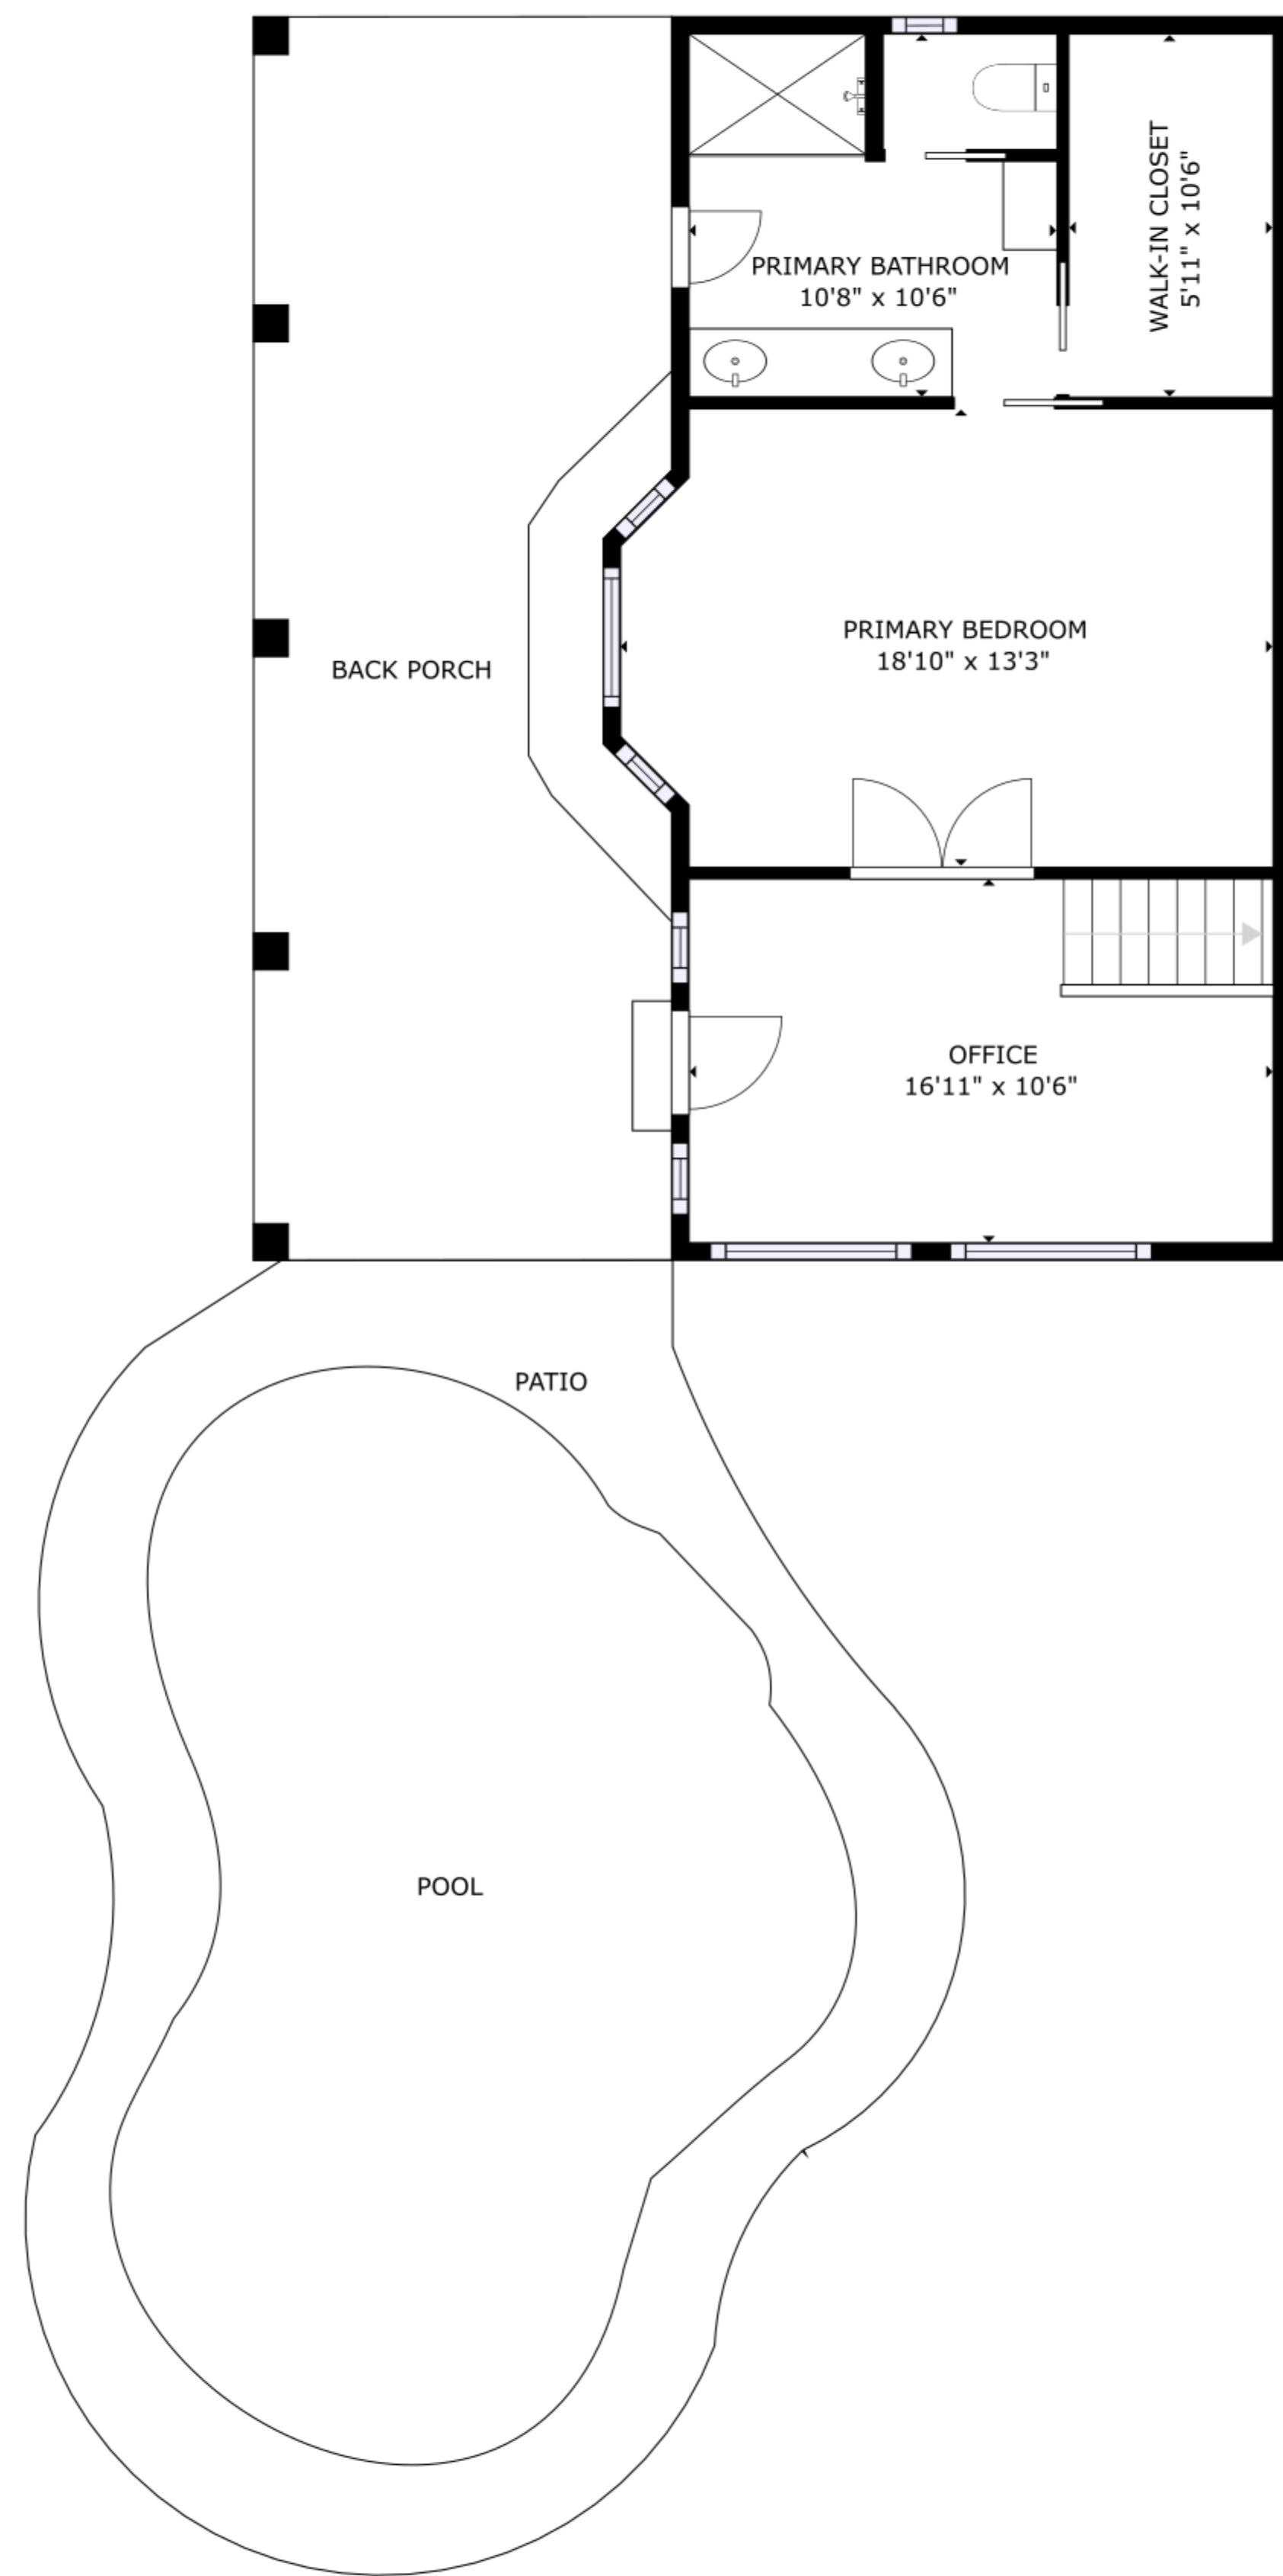 WALK-IN CLOSET
5'11" x 10'6"
PRIMARY BATHROOM
10'8" x 10'6"
PRIMARY BEDROOM
18'10" x 13'3"
BACK PORCH
OFFICE
16'11" x 10'6"
PATIO
POOL